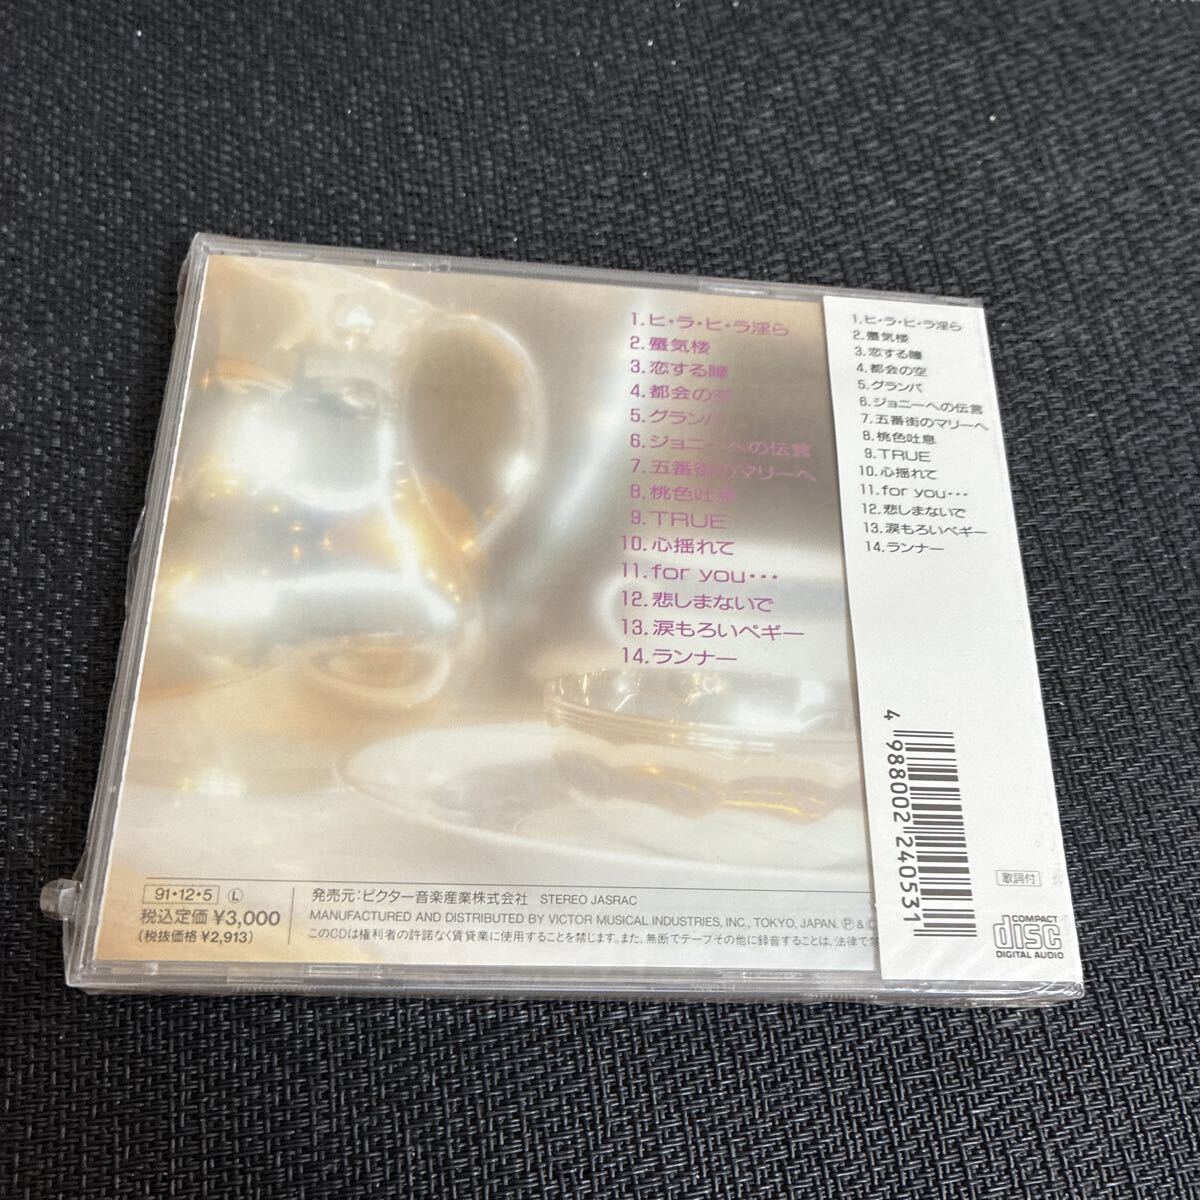 1.ヒ・ラ・ヒ・ラ淫ら
2.蜃気楼
3.恋する瞳
4.都会の空
5.グランパ
6.ジョニーへの伝言
7.五番街のマリーへ
8.桃色吐息
9.TRUE
10.心揺れて
11.for you・・・
12.悲しまないで
13.涙もろいペギー
14.ランナー
91・12・5 Ⓛ
税込定価 ¥3,000
(税抜価格 ¥2,913)
発売元:ビクター音楽産業株式会社 STEREO JASRAC
MANUFACTURED AND DISTRIBUTED BY VICTOR MUSICAL INDUSTRIES, INC., TOKYO, JAPAN. Ⓟ & ©
このCDは権利者の許諾なく賃貸業に使用することを禁じます。また、無断でテープその他に録音することは、法律で禁
1.ヒ・ラ・ヒ・ラ淫ら
2.蜃気楼
3.恋する瞳
4.都会の空
5.グランパ
6.ジョニーへの伝言
7.五番街のマリーへ
8.桃色吐息
9.TRUE
10.心揺れて
11.for you・・・
12.悲しまないで
13.涙もろいペギー
14.ランナー
4 988002 240531
歌詞付
COMPACT
disc
DIGITAL AUDIO